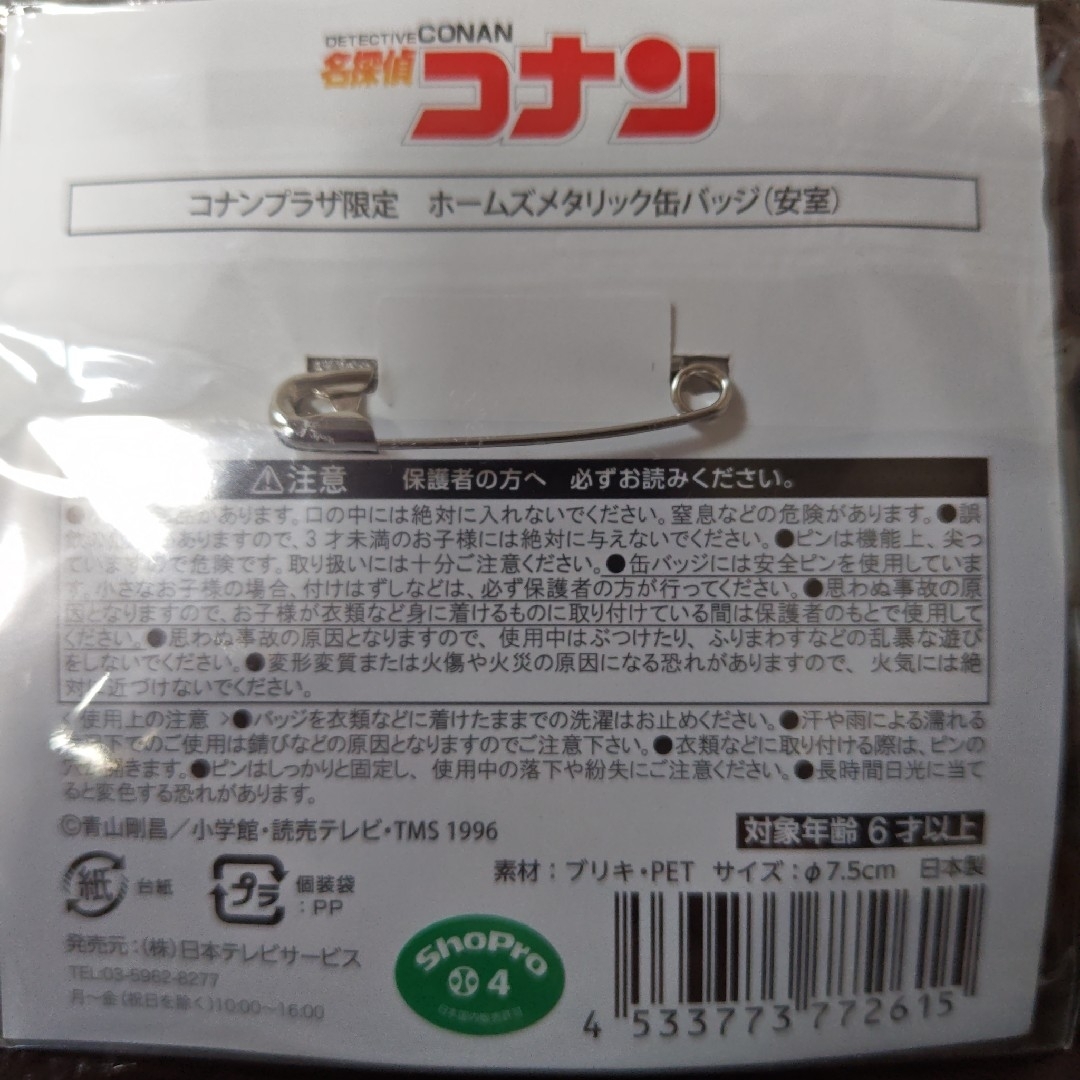 DETECTIVE CONAN
名探偵
コナン
コナンプラザ限定 ホームズメタリック缶バッジ(安室)
⚠注意 保護者の方へ 必ずお読みください。
があります。口の中には絶対に入れないでください。窒息などの危険があります。●誤
ありますので、3才未満のお子様には絶対に与えないでください。●ピンは機能上、尖っ
ていますので危険です。取り扱いには十分ご注意ください。●缶バッジには安全ピンを使用していま
す。小さなお子様の場合、付けはずしなどは、必ず保護者の方が行ってください。●思わぬ事故の原
因となりますので、お子様が衣類など身に着けるものに取り付けている間は保護者のもとで使用して
ください。●思わぬ事故の原因となりますので、使用中はぶつけたり、ふりまわすなどの乱暴な遊び
をしないでください。●変形変質または火傷や火災の原因になる恐れがありますので、火気には絶
対に近づけないでください。
<使用上の注意>●バッジを衣類などに着けたままでの洗濯はお止めください。●汗や雨による濡れる
下でのご使用は錆びなどの原因となりますのでご注意下さい。●衣類などに取り付ける際は、ピンの
穴が開きます。●ピンはしっかりと固定し、使用中の落下や紛失にご注意ください。●長時間日光に当て
ると変色する恐れがあります。
©青山剛昌/小学館・読売テレビ・TMS 1996
対象年齢6才以上
素材:ブリキ・PET サイズ:φ7.5cm 日本製
紙 台紙
プラ 個装袋
:PP
発売元:(株)日本テレビサービス
TEL:03-5962-8277
月〜金(祝日を除く)10:00〜16:00
ShoPro
4
4 533773 772615